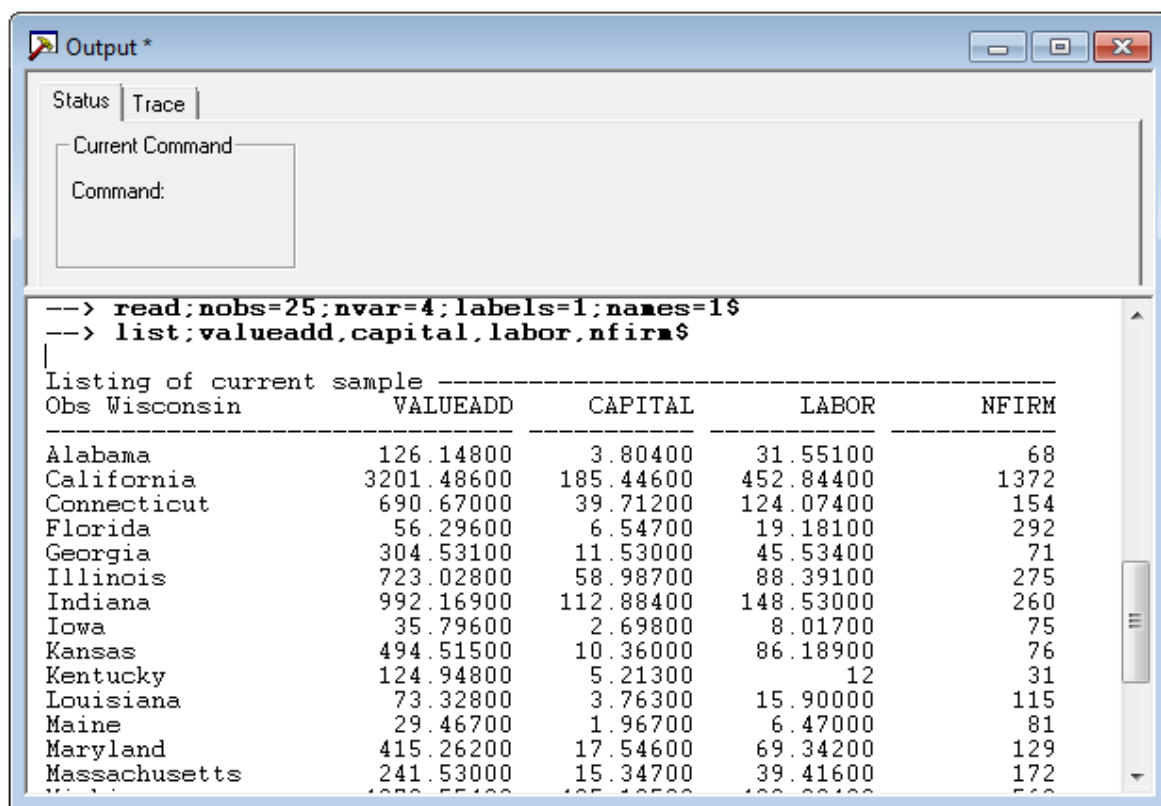 Output *
Status Trace
Current Command
Command:
--> read;nobs=25;nvar=4;labels=1;names=1$
--> list;valueadd,capital,labor,nfirm$
Listing of current sample ------------------------------------------
Obs Wisconsin VALUEADD CAPITAL LABOR NFIRM
Alabama 126.14800 3.80400 31.55100 68
California 3201.48600 185.44600 452.84400 1372
Connecticut 690.67000 39.71200 124.07400 154
Florida 56.29600 6.54700 19.18100 292
Georgia 304.53100 11.53000 45.53400 71
Illinois 723.02800 58.98700 88.39100 275
Indiana 992.16900 112.88400 148.53000 260
Iowa 35.79600 2.69800 8.01700 75
Kansas 494.51500 10.36000 86.18900 76
Kentucky 124.94800 5.21300 12 31
Louisiana 73.32800 3.76300 15.90000 115
Maine 29.46700 1.96700 6.47000 81
Maryland 415.26200 17.54600 69.34200 129
Massachusetts 241.53000 15.34700 39.41600 172